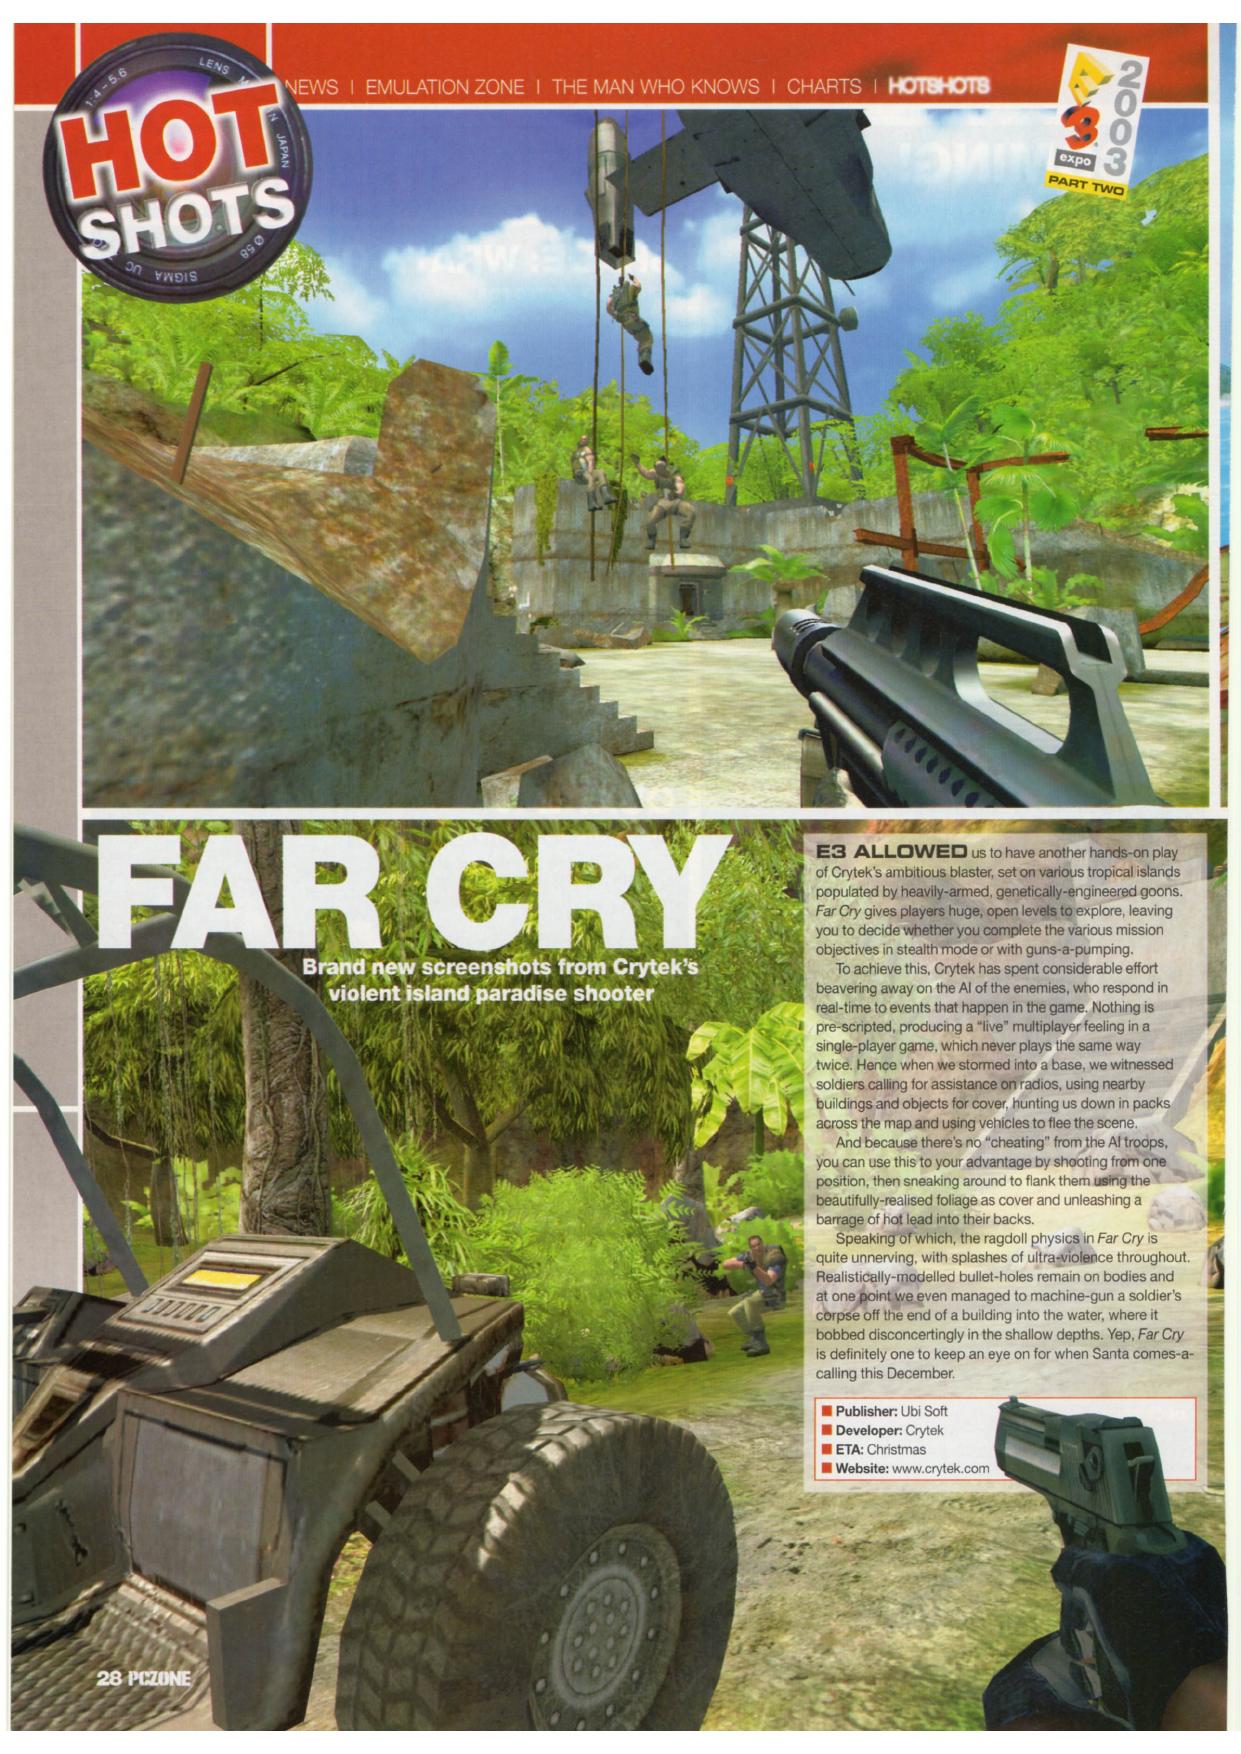 NEWS | EMULATION ZONE | THE MAN WHO KNOWS | CHARTS | HOTSHOTS
1:4-5.6
LENS
N JAPAN
HOT
SHOTS
Ø58
SIGMA UC
E3
2003
expo
PART TWO
FAR CRY
Brand new screenshots from Crytek's
violent island paradise shooter
E3 ALLOWED us to have another hands-on play
of Crytek's ambitious blaster, set on various tropical islands
populated by heavily-armed, genetically-engineered goons.
Far Cry gives players huge, open levels to explore, leaving
you to decide whether you complete the various mission
objectives in stealth mode or with guns-a-pumping.
To achieve this, Crytek has spent considerable effort
beavering away on the AI of the enemies, who respond in
real-time to events that happen in the game. Nothing is
pre-scripted, producing a "live" multiplayer feeling in a
single-player game, which never plays the same way
twice. Hence when we stormed into a base, we witnessed
soldiers calling for assistance on radios, using nearby
buildings and objects for cover, hunting us down in packs
across the map and using vehicles to flee the scene.
And because there's no "cheating" from the AI troops,
you can use this to your advantage by shooting from one
position, then sneaking around to flank them using the
beautifully-realised foliage as cover and unleashing a
barrage of hot lead into their backs.
Speaking of which, the ragdoll physics in Far Cry is
quite unnerving, with splashes of ultra-violence throughout.
Realistically-modelled bullet-holes remain on bodies and
at one point we even managed to machine-gun a soldier's
corpse off the end of a building into the water, where it
bobbed disconcertingly in the shallow depths. Yep, Far Cry
is definitely one to keep an eye on for when Santa comes-a-
calling this December.
Publisher: Ubi Soft
Developer: Crytek
ETA: Christmas
Website: www.crytek.com
28 PCZONE